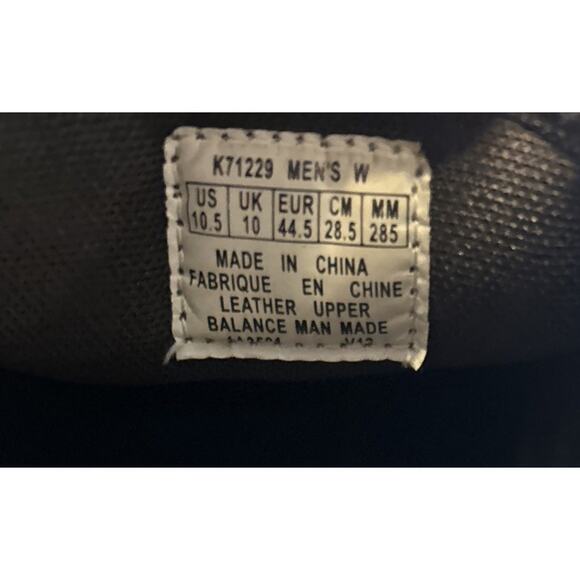 K71229 MEN'S W
US UK EUR CM MM
10.5 10 44.5 28.5 285
MADE IN CHINA
FABRIQUE EN CHINE
LEATHER UPPER
BALANCE MAN MADE